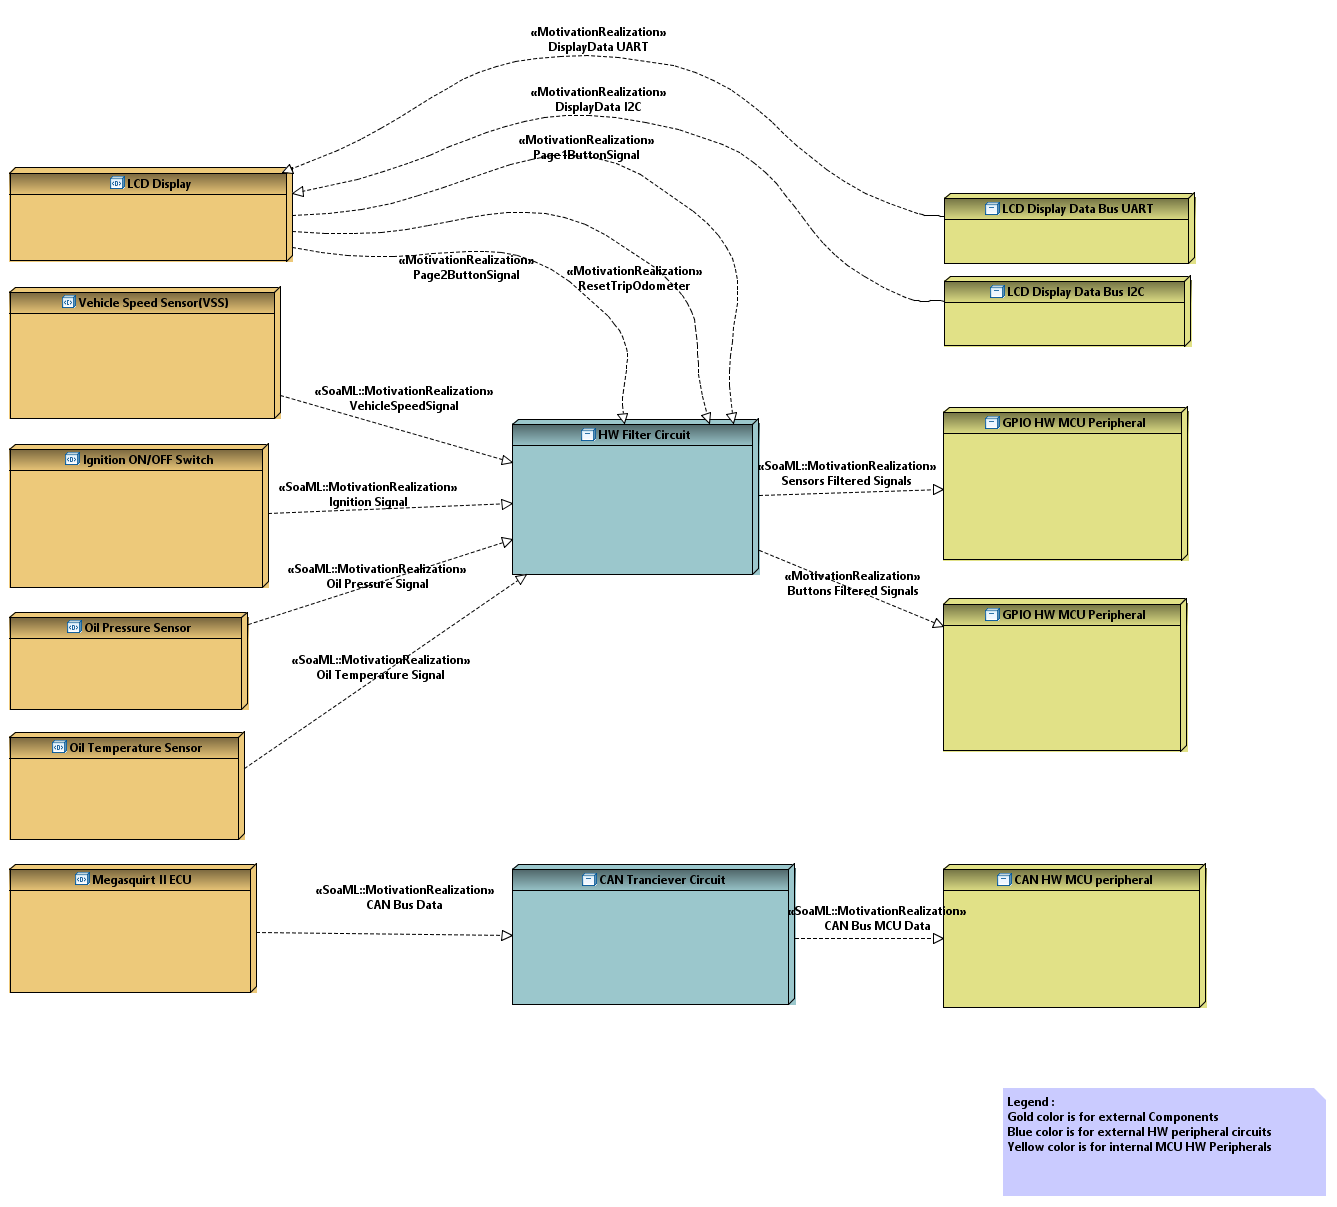 «MotivationRealization»
DisplayData UART
«MotivationRealization»
DisplayData I2C
«MotivationRealization»
Page1ButtonSignal
LCD Display
LCD Display Data Bus UART
«MotivationRealization»
Page2ButtonSignal
«MotivationRealization»
ResetTripOdometer
LCD Display Data Bus I2C
Vehicle Speed Sensor(VSS)
«SoaML::MotivationRealization»
VehicleSpeedSignal
HW Filter Circuit
GPIO HW MCU Peripheral
Ignition ON/OFF Switch
«SoaML::MotivationRealization»
Ignition Signal
«SoaML::MotivationRealization»
Sensors Filtered Signals
«SoaML::MotivationRealization»
Oil Pressure Signal
«MotivationRealization»
Buttons Filtered Signals
GPIO HW MCU Peripheral
Oil Pressure Sensor
«SoaML::MotivationRealization»
Oil Temperature Signal
Oil Temperature Sensor
Megasquirt II ECU
«SoaML::MotivationRealization»
CAN Bus Data
CAN Tranciever Circuit
«SoaML::MotivationRealization»
CAN Bus MCU Data
CAN HW MCU peripheral
Legend :
Gold color is for external Components
Blue color is for external HW peripheral circuits
Yellow color is for internal MCU HW Peripherals